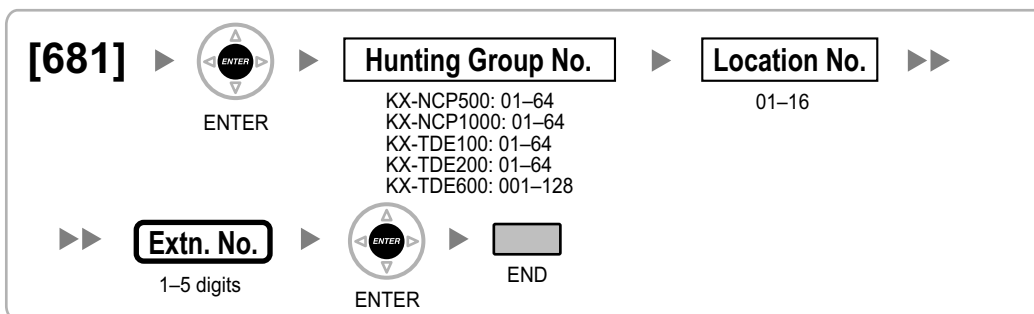 [681] ENTER Hunting Group No. Location No.
ENTER
KX-NCP500: 01–64
KX-NCP1000: 01–64
KX-TDE100: 01–64
KX-TDE200: 01–64
KX-TDE600: 001–128
01–16
Extn. No. ENTER
1–5 digits
ENTER
END